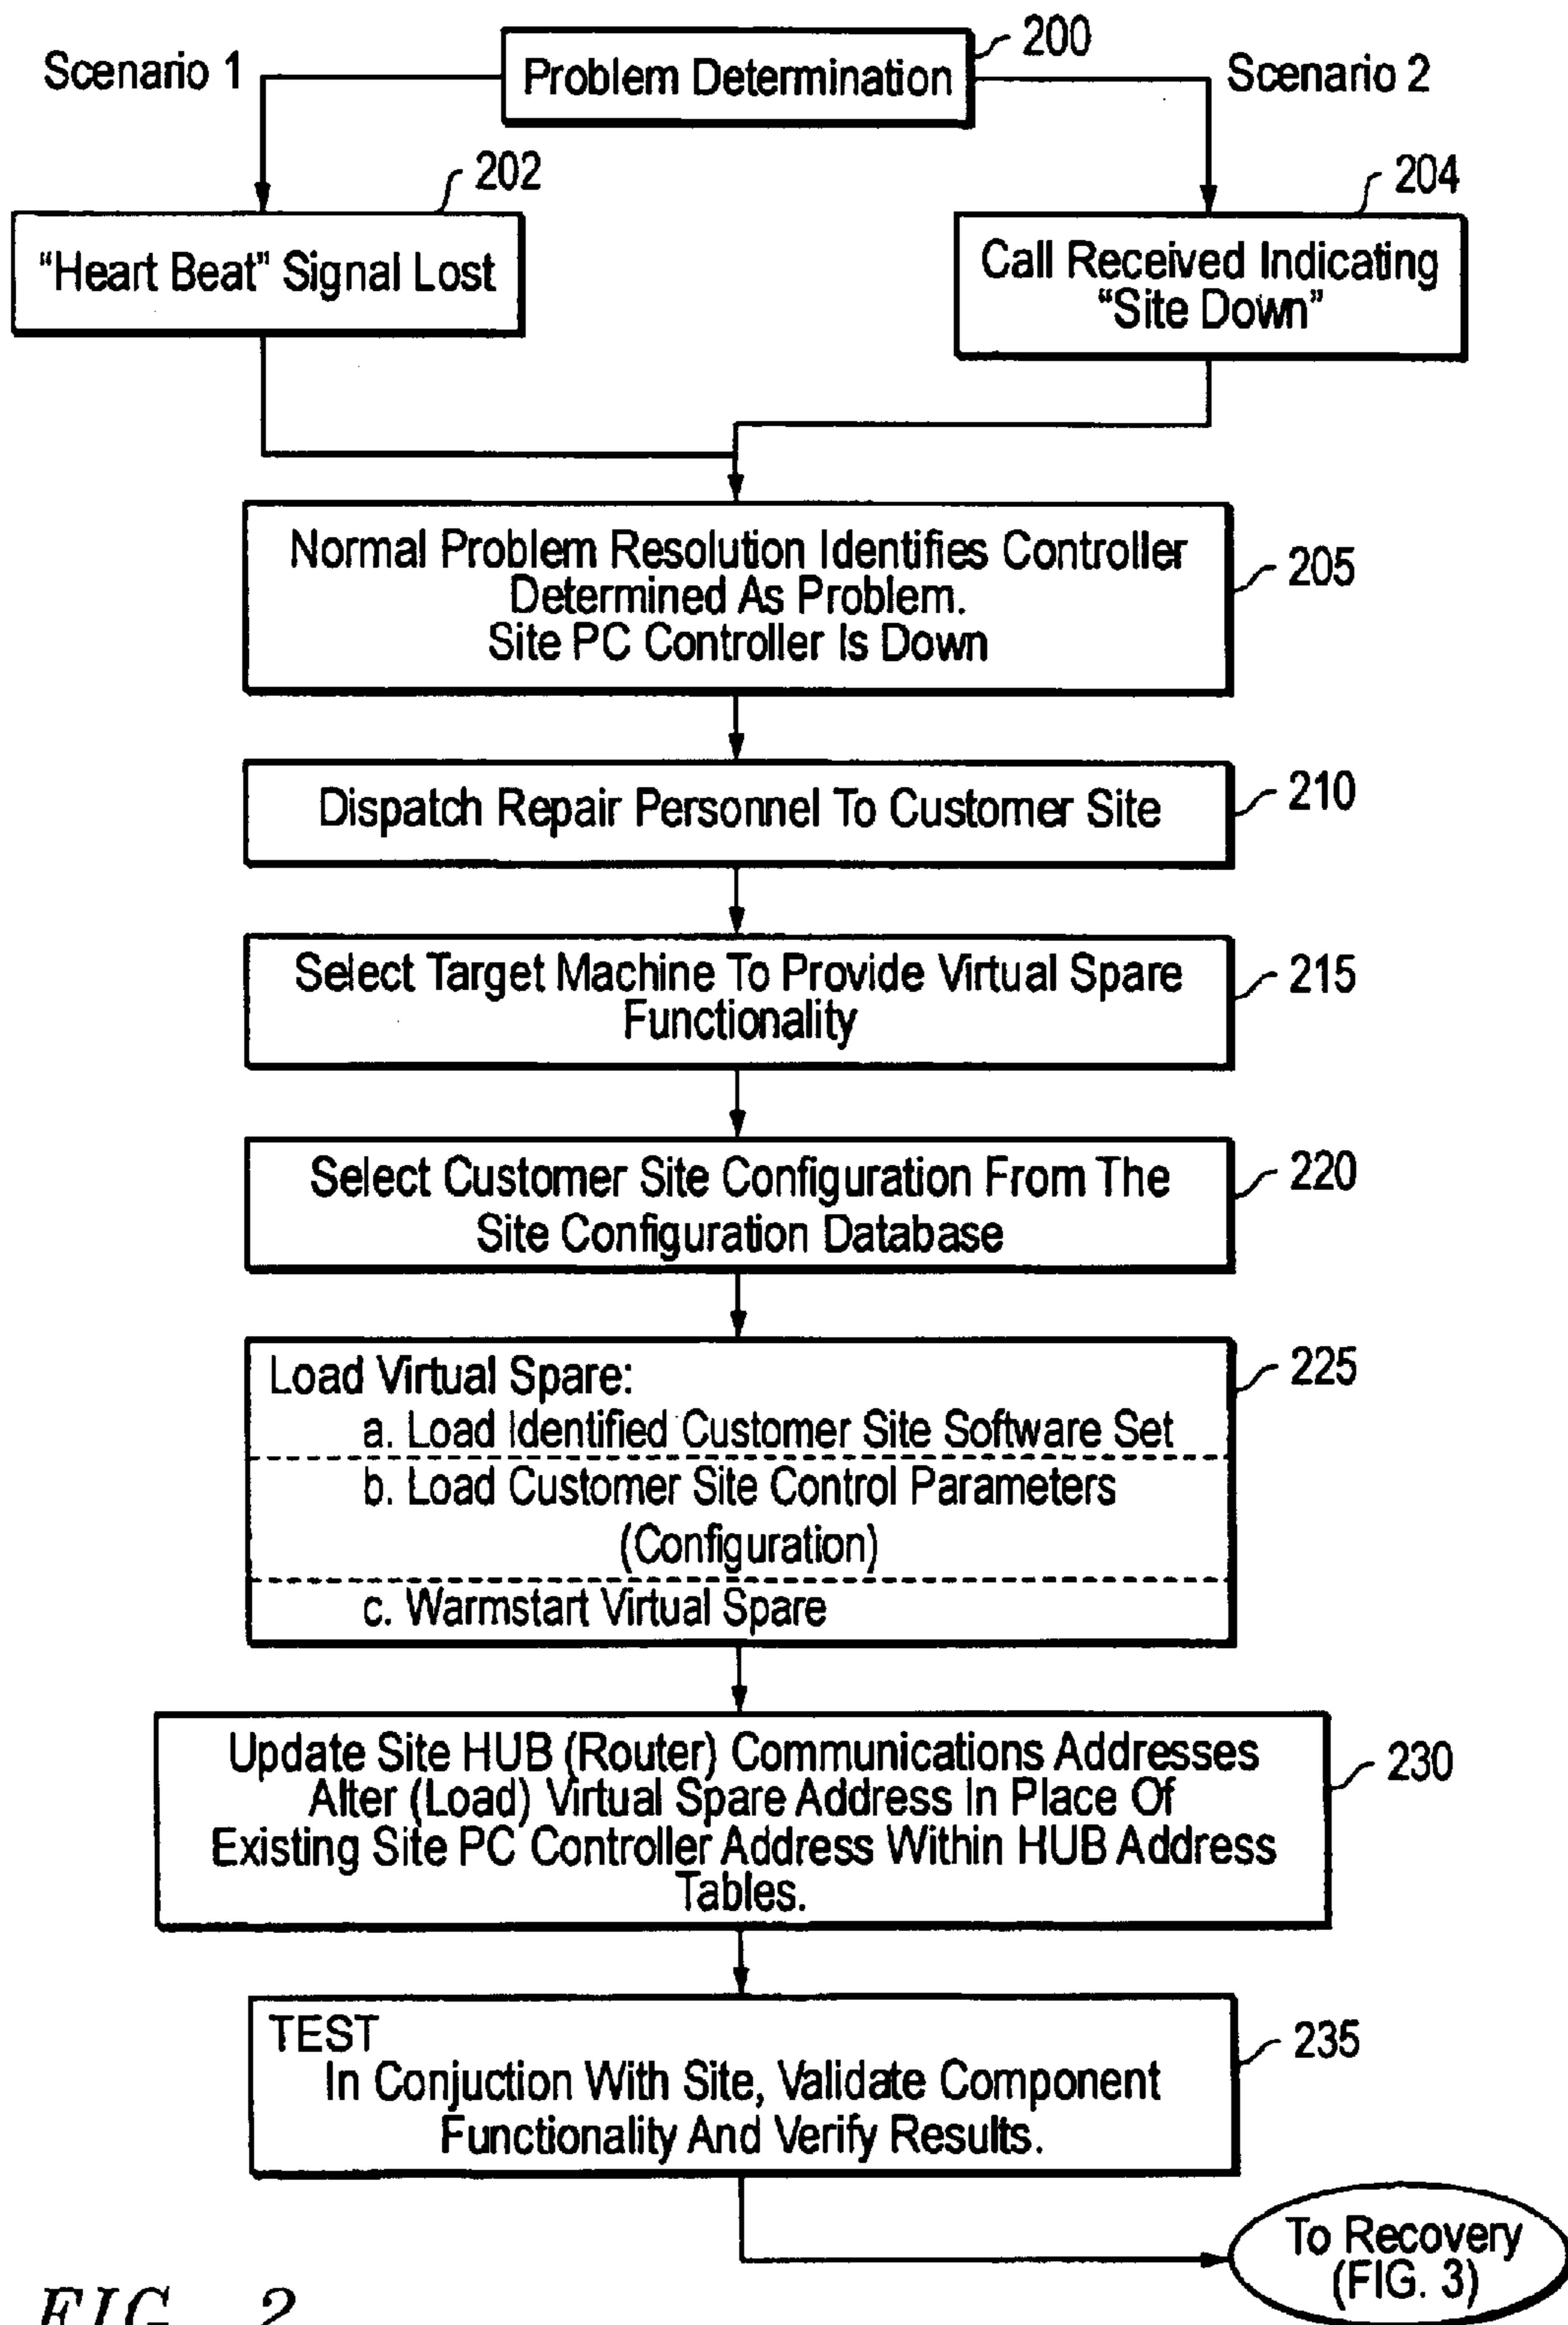 200
Scenario 1
Problem Determination
Scenario 2
202
204
"Heart Beat" Signal Lost
Call Received Indicating
"Site Down"
Normal Problem Resolution Identifies Controller
Determined As Problem.
Site PC Controller Is Down
205
Dispatch Repair Personnel To Customer Site
210
Select Target Machine To Provide Virtual Spare
Functionality
215
Select Customer Site Configuration From The
Site Configuration Database
220
Load Virtual Spare:
a. Load Identified Customer Site Software Set
b. Load Customer Site Control Parameters
(Configuration)
c. Warmstart Virtual Spare
225
Update Site HUB (Router) Communications Addresses
Alter (Load) Virtual Spare Address In Place Of
Existing Site PC Controller Address Within HUB Address
Tables.
230
TEST
In Conjuction With Site, Validate Component
Functionality And Verify Results.
235
To Recovery
(FIG. 3)
FIG. 2